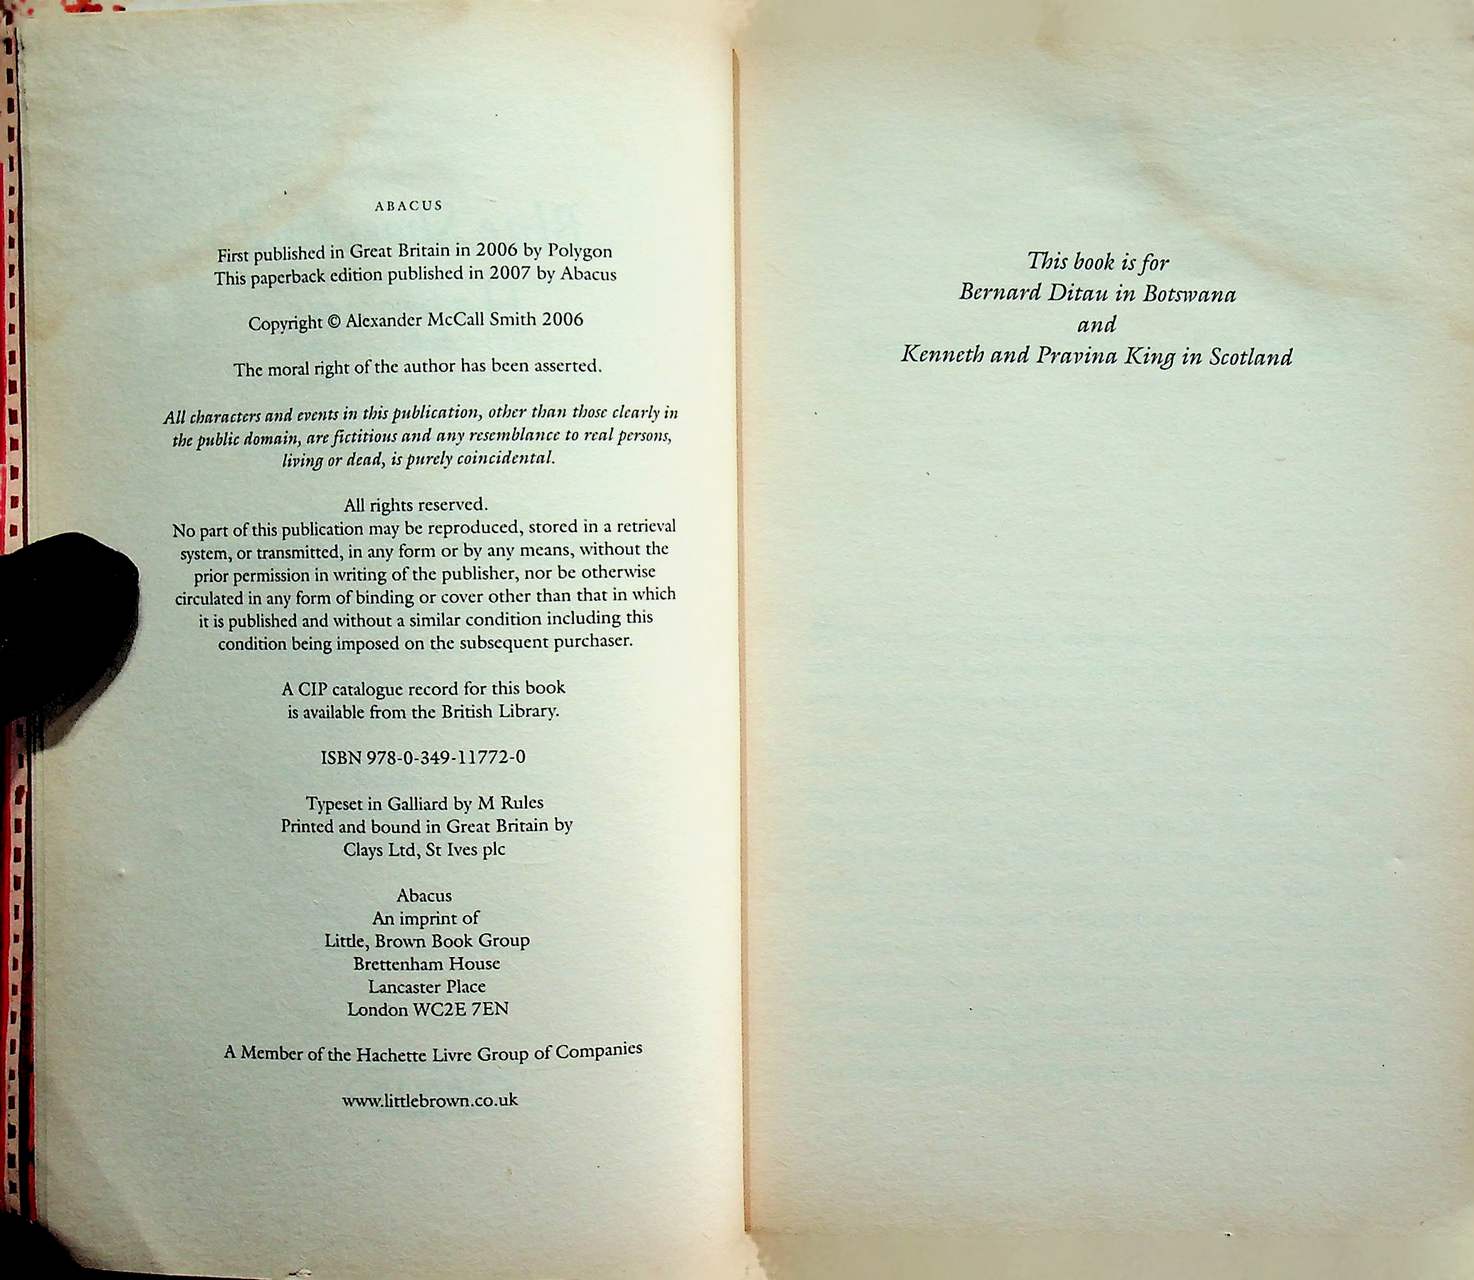 ABACUS
First published in Great Britain in 2006 by Polygon
This paperback edition published in 2007 by Abacus
Copyright © Alexander McCall Smith 2006
The moral right of the author has been asserted.
All characters and events in this publication, other than those clearly in
the public domain, are fictitious and any resemblance to real persons,
living or dead, is purely coincidental.
All rights reserved.
No part of this publication may be reproduced, stored in a retrieval
system, or transmitted, in any form or by any means, without the
prior permission in writing of the publisher, nor be otherwise
circulated in any form of binding or cover other than that in which
it is published and without a similar condition including this
condition being imposed on the subsequent purchaser.
A CIP catalogue record for this book
is available from the British Library.
ISBN 978-0-349-11772-0
Typeset in Galliard by M Rules
Printed and bound in Great Britain by
Clays Ltd, St Ives plc
Abacus
An imprint of
Little, Brown Book Group
Brettenham House
Lancaster Place
London WC2E 7EN
A Member of the Hachette Livre Group of Companies
www.littlebrown.co.uk
This book is for
Bernard Ditau in Botswana
and
Kenneth and Pravina King in Scotland